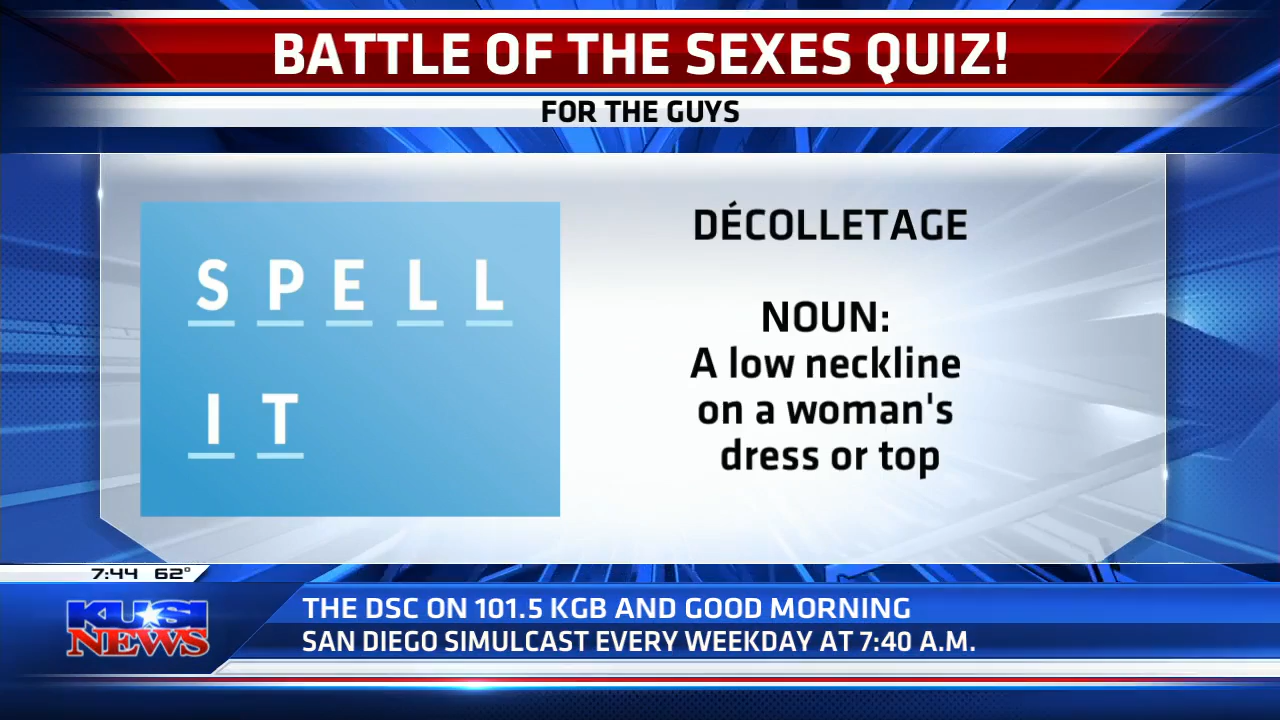 BATTLE OF THE SEXES QUIZ!
FOR THE GUYS
SPELL
IT
DÉCOLLETAGE
NOUN:
A low neckline
on a woman's
dress or top
7:44 62°
KUSI
NEWS
THE DSC ON 101.5 KGB AND GOOD MORNING
SAN DIEGO SIMULCAST EVERY WEEKDAY AT 7:40 A.M.